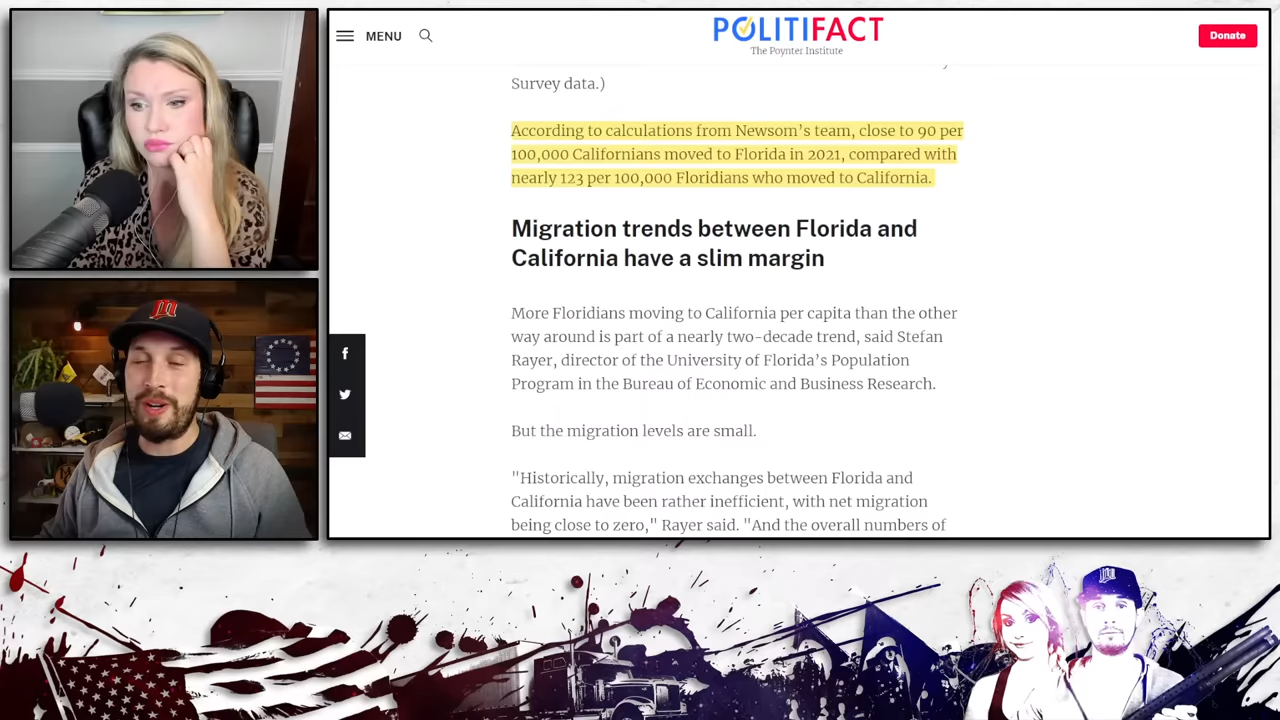 MENU
POLITIFACT
The Poynter Institute
Donate
Survey data.)
According to calculations from Newsom’s team, close to 90 per
100,000 Californians moved to Florida in 2021, compared with
nearly 123 per 100,000 Floridians who moved to California.
Migration trends between Florida and
California have a slim margin
More Floridians moving to California per capita than the other
way around is part of a nearly two-decade trend, said Stefan
Rayer, director of the University of Florida’s Population
Program in the Bureau of Economic and Business Research.
But the migration levels are small.
"Historically, migration exchanges between Florida and
California have been rather inefficient, with net migration
being close to zero," Rayer said. "And the overall numbers of